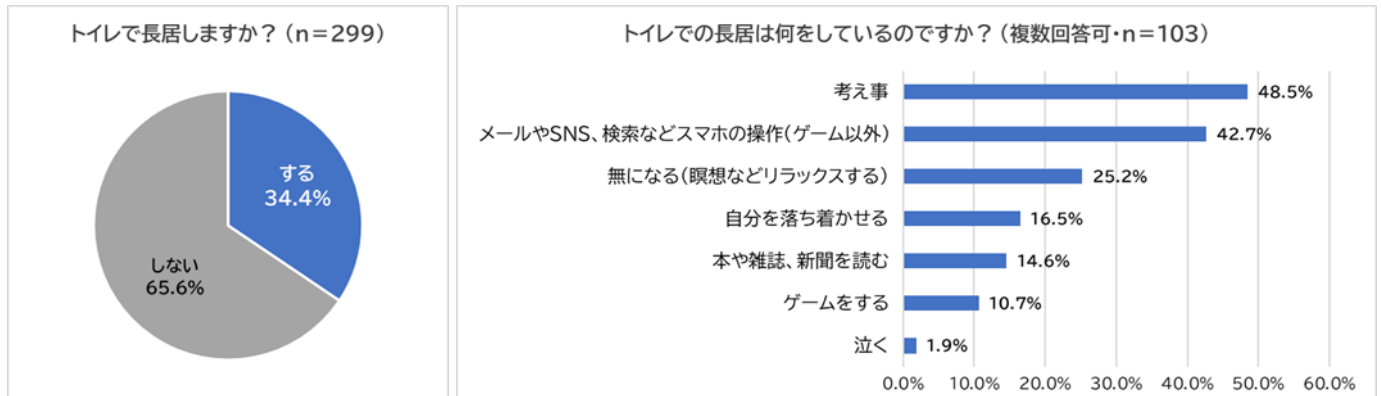 トイレで長居しますか？（n＝299）
する
34.4%
しない
65.6%
トイレでの長居は何をしているのですか？（複数回答可・n＝103）
考え事 48.5%
メールやSNS、検索などスマホの操作（ゲーム以外） 42.7%
無になる（瞑想などリラックスする） 25.2%
自分を落ち着かせる 16.5%
本や雑誌、新聞を読む 14.6%
ゲームをする 10.7%
泣く 1.9%
0.0% 10.0% 20.0% 30.0% 40.0% 50.0% 60.0%